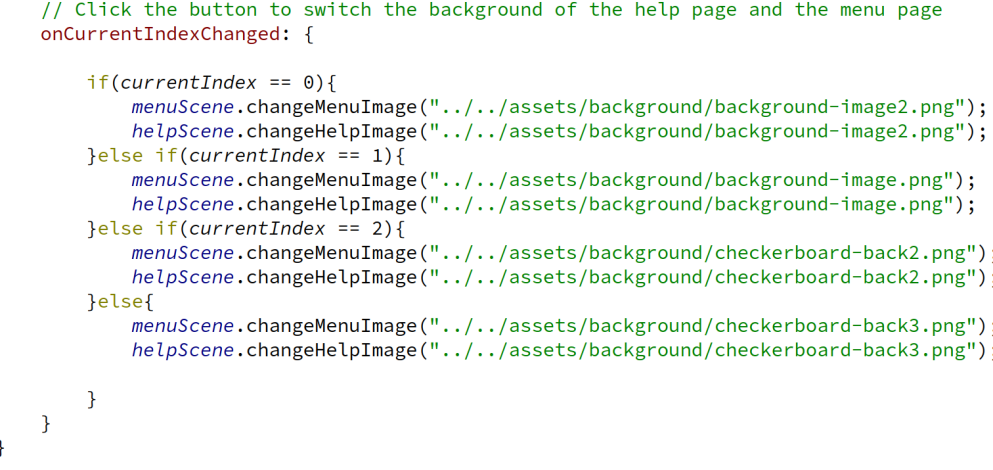 // Click the button to switch the background of the help page and the menu page
onCurrentIndexChanged: {
if(currentIndex == 0){
menuScene.changeMenuImage("../../assets/background/background-image2.png");
helpScene.changeHelpImage("../../assets/background/background-image2.png");
}else if(currentIndex == 1){
menuScene.changeMenuImage("../../assets/background/background-image.png");
helpScene.changeHelpImage("../../assets/background/background-image.png");
}else if(currentIndex == 2){
menuScene.changeMenuImage("../../assets/background/checkerboard-back2.png");
helpScene.changeHelpImage("../../assets/background/checkerboard-back2.png");
}else{
menuScene.changeMenuImage("../../assets/background/checkerboard-back3.png");
helpScene.changeHelpImage("../../assets/background/checkerboard-back3.png");
}
}
}